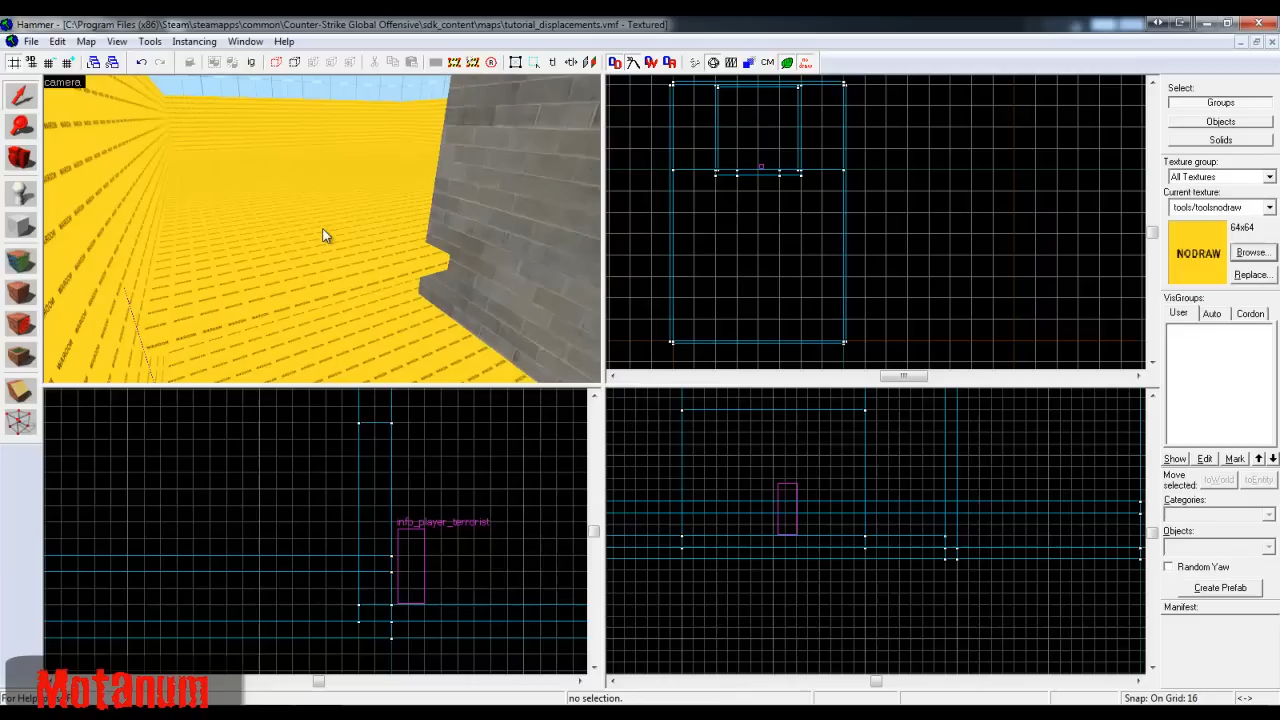 Hammer - [C:\Program Files (x86)\Steam\steamapps\common\Counter-Strike Global Offensive\sdk_content\maps\tutorial_displacements.vmf - Textured]
File Edit Map View Tools Instancing Window Help
camera
Select:
Groups
Objects
Solids
Texture group:
All Textures
Current texture:
tools/toolsnodraw
64x64
NODRAW
Browse...
Replace...
VisGroups:
User Auto Cordon
Show Edit Mark
Move selected: toWorld toEntity
Categories:
Objects:
Random Yaw
Create Prefab
Manifest:
info_player_terrorist
Motanum
no selection.
Snap: On Grid: 16
<->